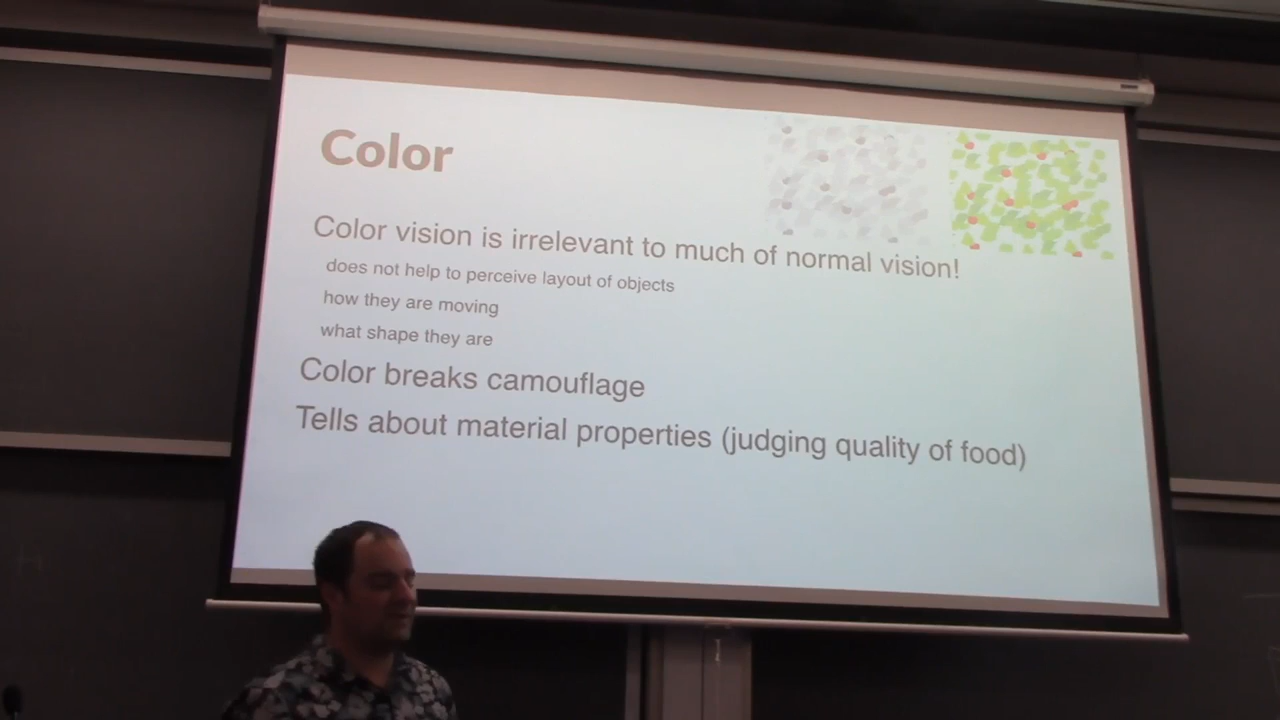 Color
Color vision is irrelevant to much of normal vision!
does not help to perceive layout of objects
how they are moving
what shape they are
Color breaks camouflage
Tells about material properties (judging quality of food)